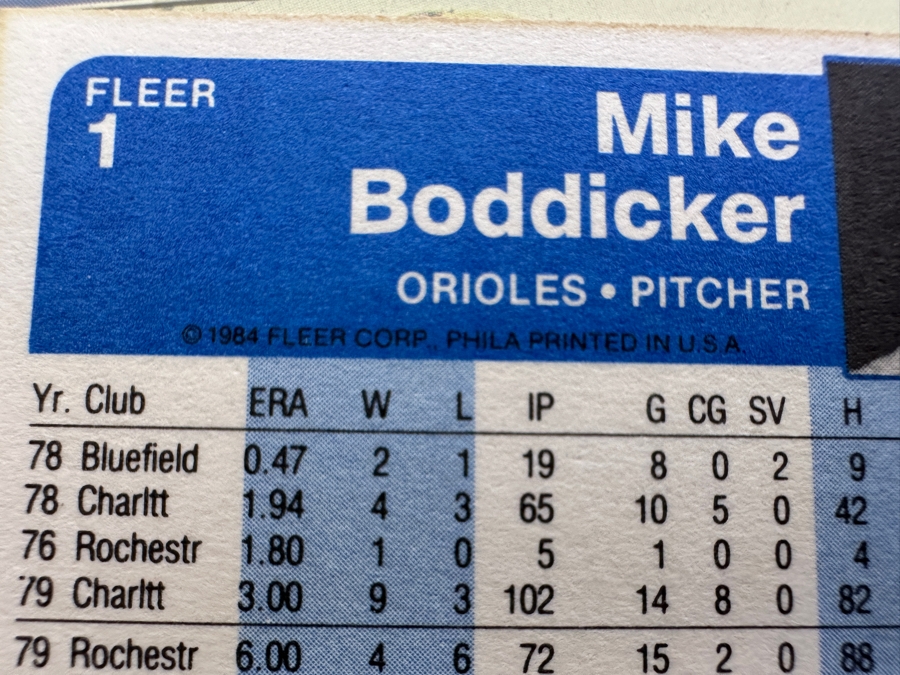 FLEER
1
Mike
Boddicker
ORIOLES • PITCHER
© 1984 FLEER CORP., PHILA PRINTED IN U.S.A.
Yr. Club ERA W L IP G CG SV H
78 Bluefield 0.47 2 1 19 8 0 2 9
78 Charltt 1.94 4 3 65 10 5 0 42
76 Rochestr 1.80 1 0 5 1 0 0 4
79 Charltt 3.00 9 3 102 14 8 0 82
79 Rochestr 6.00 4 6 72 15 2 0 88